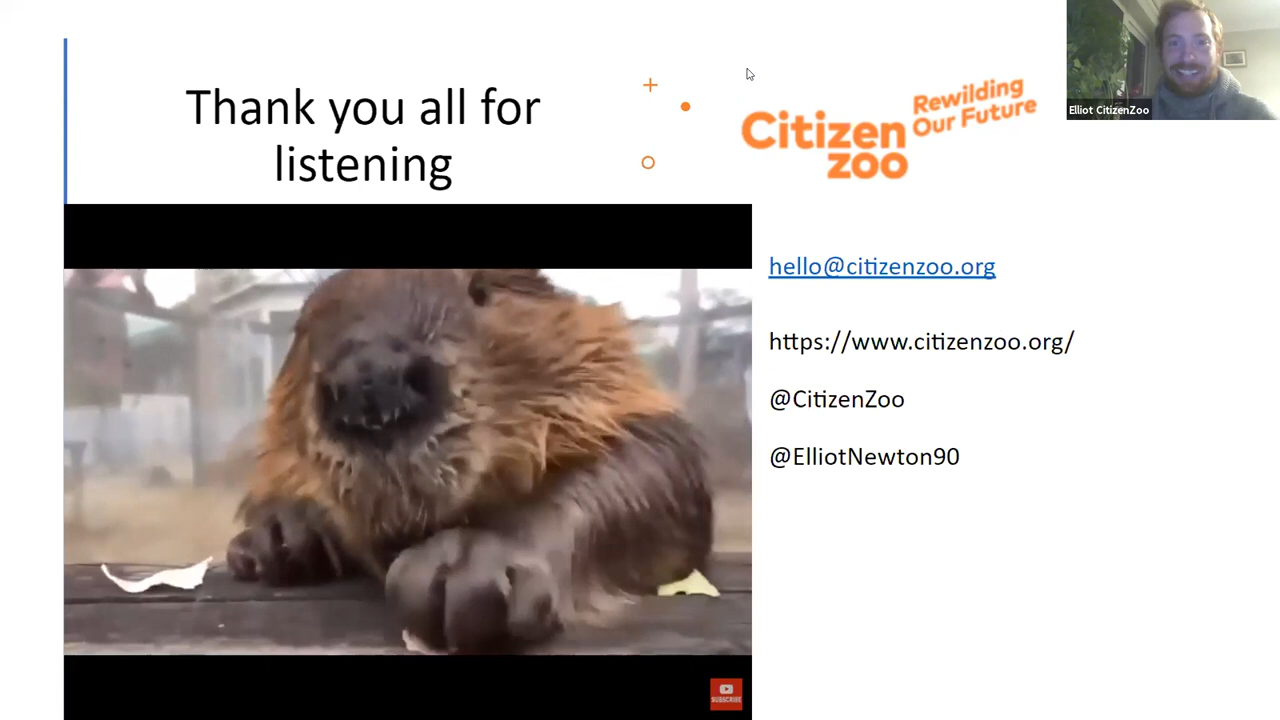 Thank you all for
listening
Citizen
zoo
Rewilding
Our Future
Elliot CitizenZoo
hello@citizenzoo.org
https://www.citizenzoo.org/
@CitizenZoo
@ElliotNewton90
SUBSCRIBE